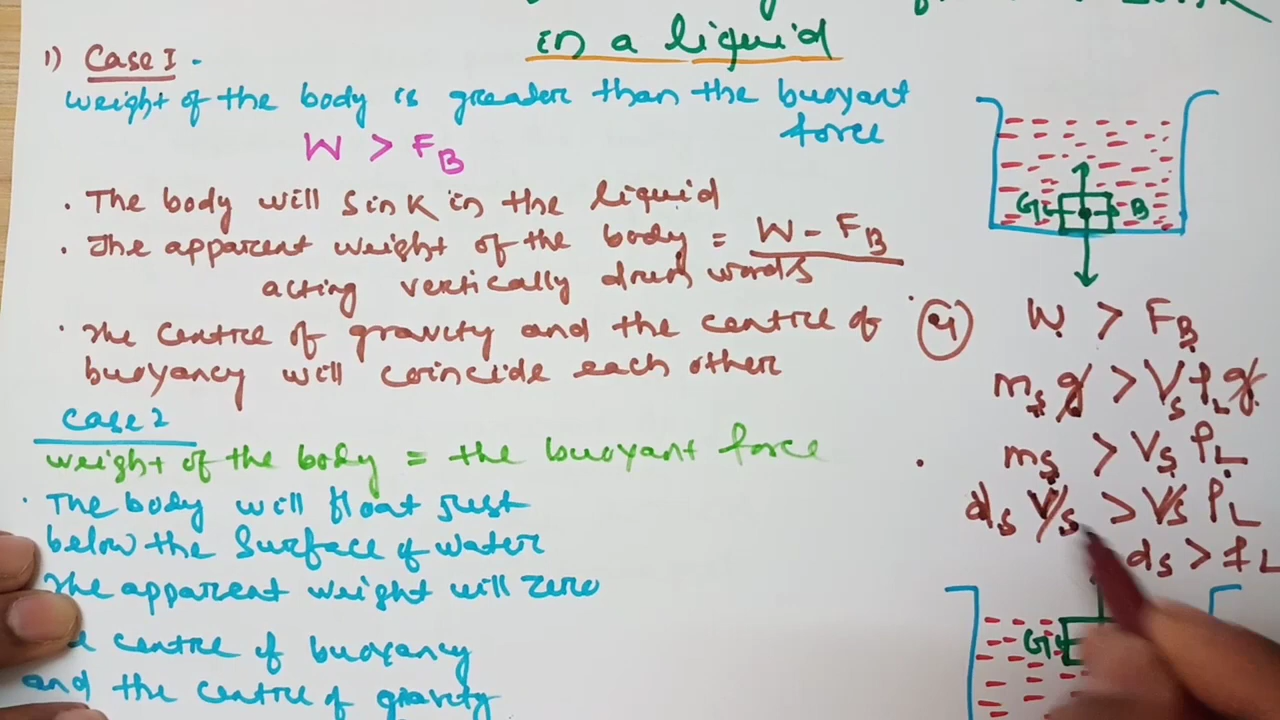 in a liquid
1) Case I -
weight of the body is greater than the buoyant
force
W > FB
• The body will sink in the liquid
• The apparent weight of the body = W - FB
acting vertically drun words
• The centre of gravity and the centre of
buoyancy will coincide each other
G B
W > FB
ms g > Vs ρL g
ms > Vs ρL
ds Vs > Vs ρL
ds > ρL
Case 2
weight of the body = the buoyant force
• The body will float just
below the surface of water
The apparent weight will zero
centre of buoyancy
and the centre of gravity
G